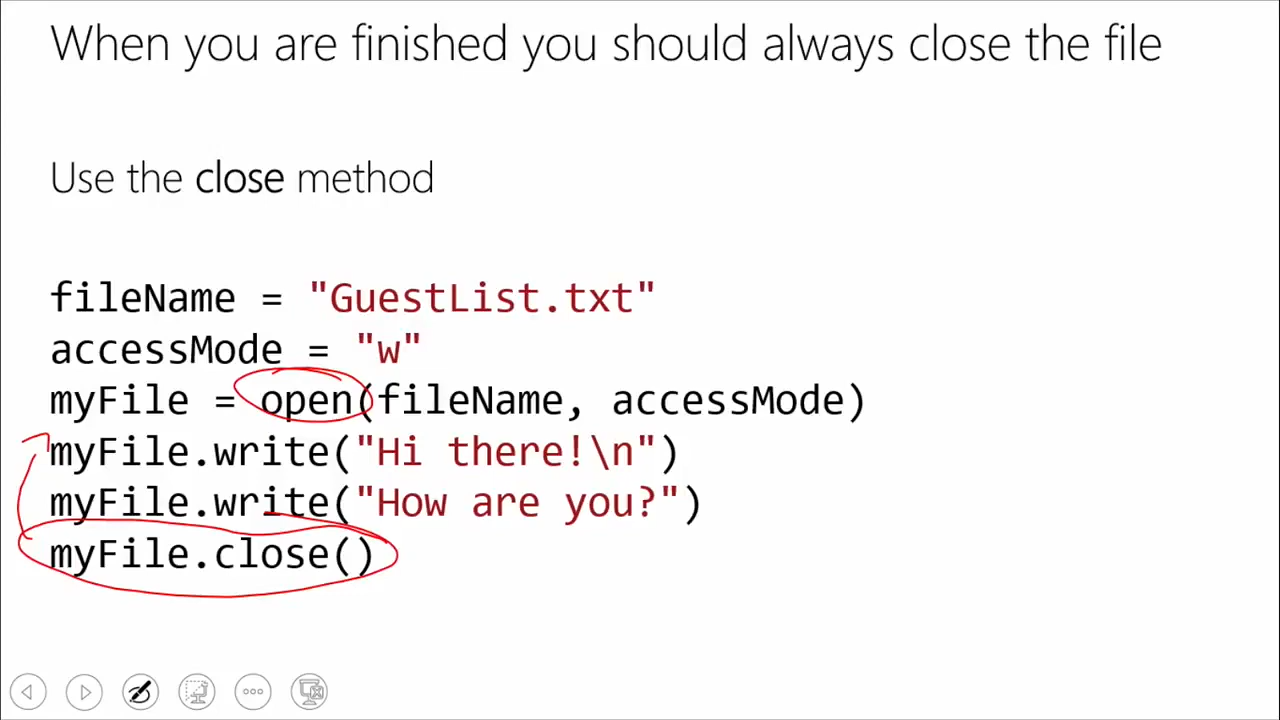 When you are finished you should always close the file
Use the close method
fileName = "GuestList.txt"
accessMode = "w"
myFile = open(fileName, accessMode)
myFile.write("Hi there!\n")
myFile.write("How are you?")
myFile.close()